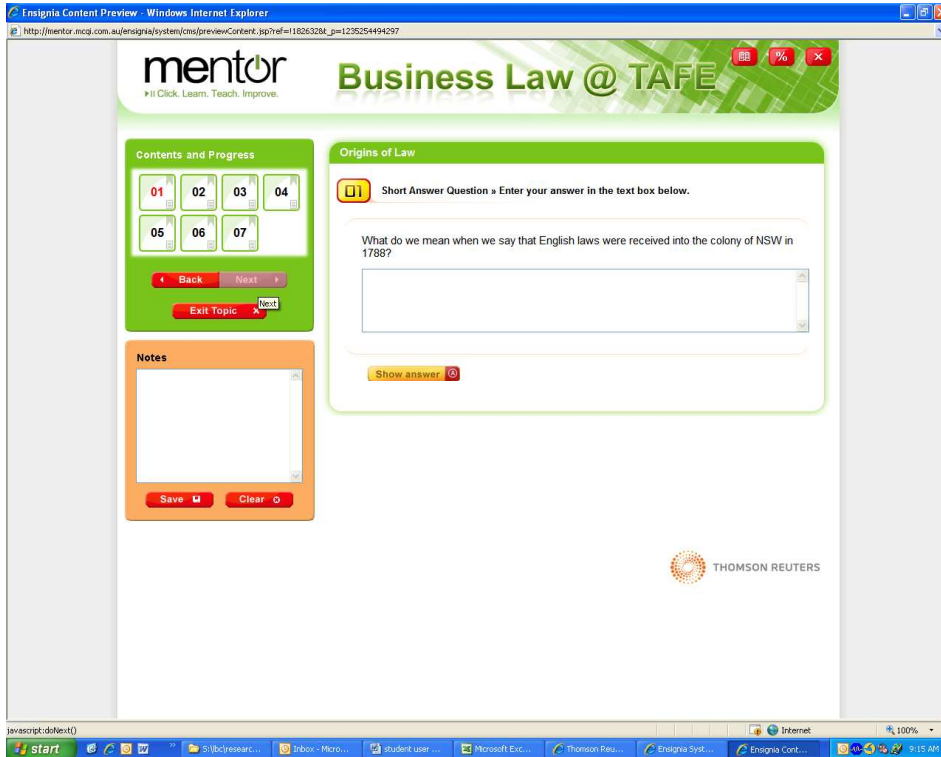 Ensignia Content Preview - Windows Internet Explorer
http://mentor.mcqi.com.au/ensignia/system/cms/previewContent.jsp?ref=!182632&t_p=1235254494297
mentor
Click. Learn. Teach. Improve.
Business Law @ TAFE
%
Contents and Progress
01 02 03 04
05 06 07
Back Next
Next
Exit Topic
Origins of Law
01 Short Answer Question » Enter your answer in the text box below.
What do we mean when we say that English laws were received into the colony of NSW in
1788?
Show answer A
Notes
Save Clear
THOMSON REUTERS
javascript:doNext()
Internet 100%
start S:\lbc\researc... Inbox - Micro... student user ... Microsoft Exc... Thomson Reu... Ensignia Syst... Ensignia Cont... 9:15 AM